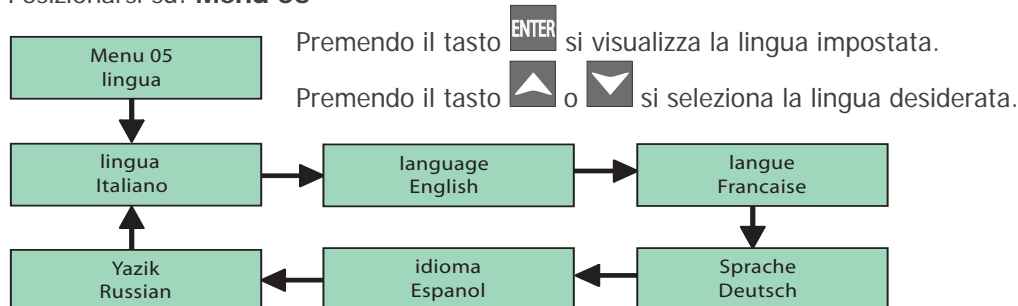 Posizionarsi su: Menu 05
Premendo il tasto ENTER si visualizza la lingua impostata.
Premendo il tasto o si seleziona la lingua desiderata.
Menu 05
lingua
lingua
Italiano
language
English
langue
Francaise
Yazik
Russian
idioma
Espanol
Sprache
Deutsch